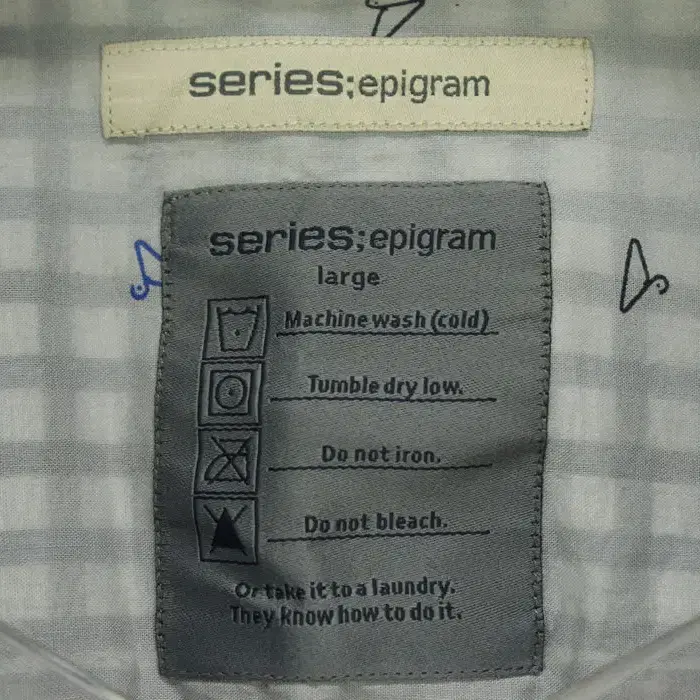 series;epigram
series;epigram
large
Machine wash (cold)
Tumble dry low.
Do not iron.
Do not bleach.
Or take it to a laundry.
They know how to do it.